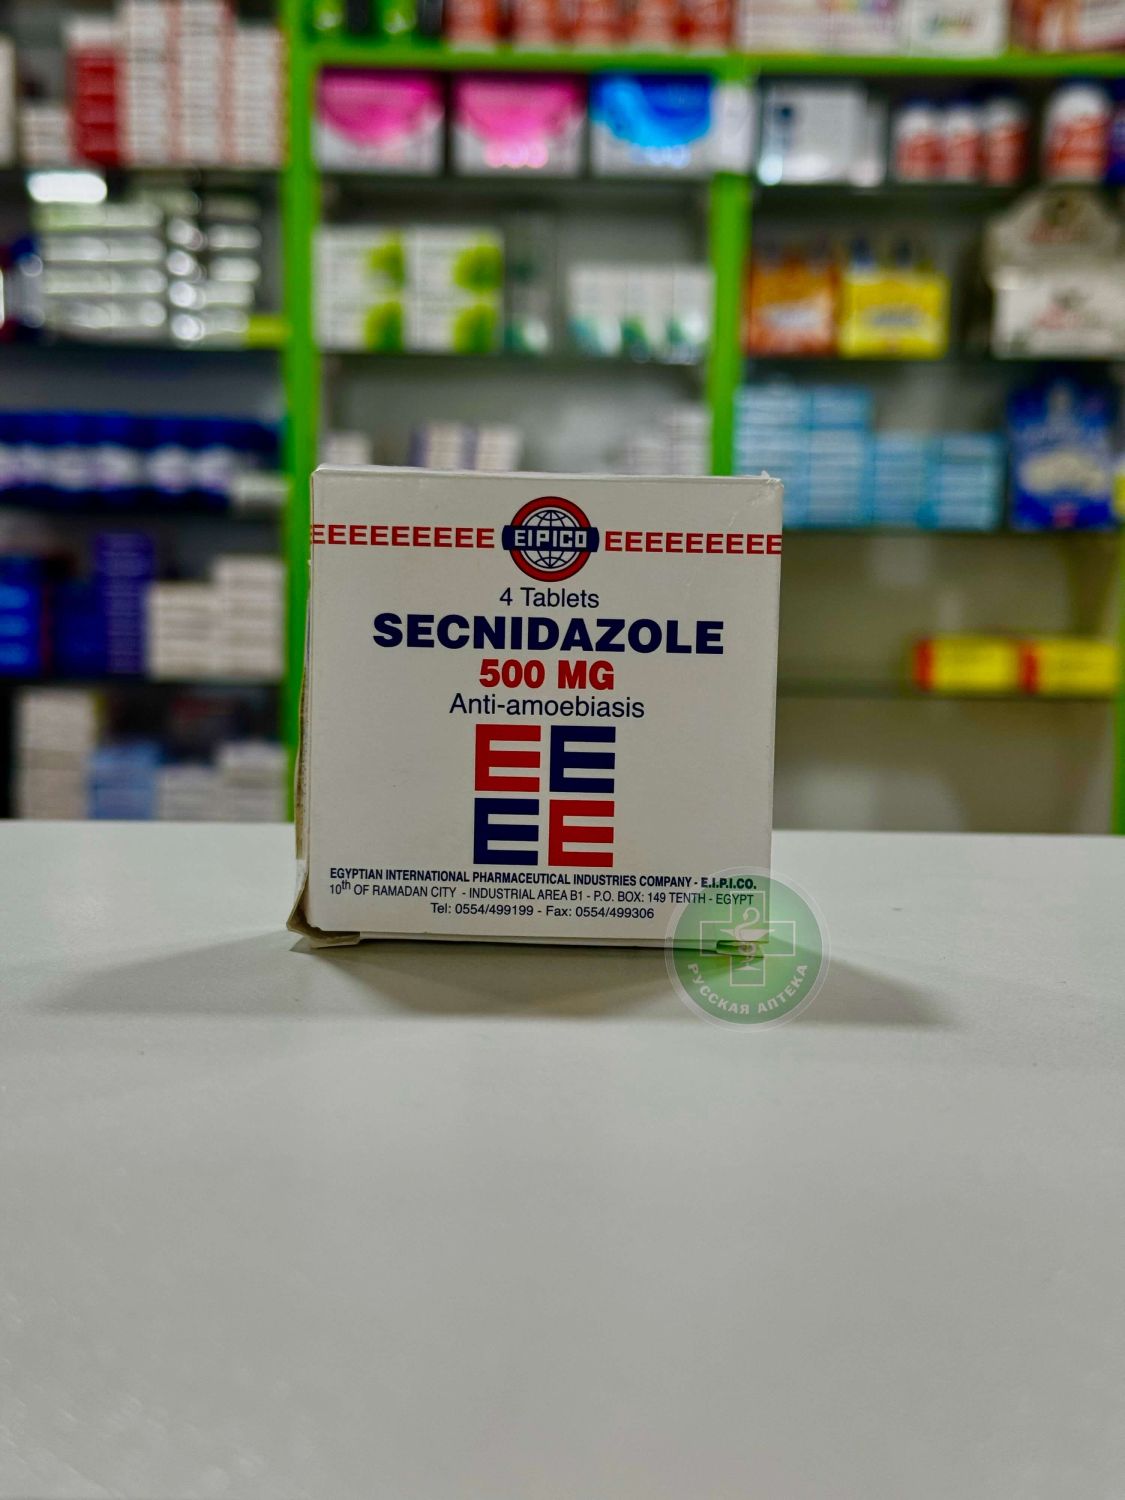 EEEEEEEEE EIPICO EEEEEEEEE
4 Tablets
SECNIDAZOLE
500 MG
Anti-amoebiasis
EE
EE
EGYPTIAN INTERNATIONAL PHARMACEUTICAL INDUSTRIES COMPANY - E.I.P.I.CO.
10th OF RAMADAN CITY - INDUSTRIAL AREA B1 - P.O. BOX: 149 TENTH - EGYPT
Tel: 0554/499199 - Fax: 0554/499306
РУССКАЯ АПТЕКА